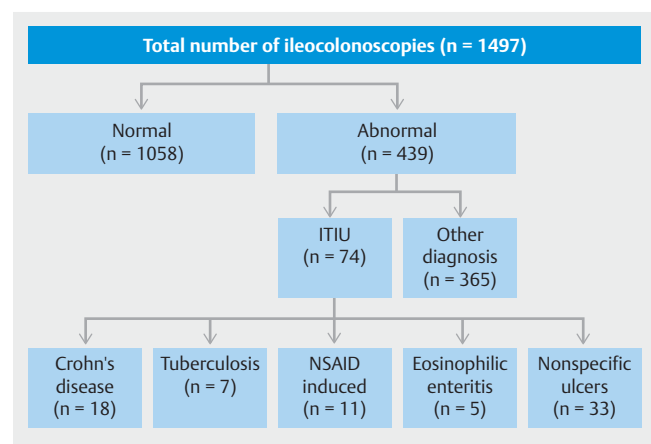 Total number of ileocolonoscopies (n = 1497)
Normal
(n = 1058)
Abnormal
(n = 439)
ITIU
(n = 74)
Other
diagnosis
(n = 365)
Crohn's
disease
(n = 18)
Tuberculosis
(n = 7)
NSAID
induced
(n = 11)
Eosinophilic
enteritis
(n = 5)
Nonspecific
ulcers
(n = 33)